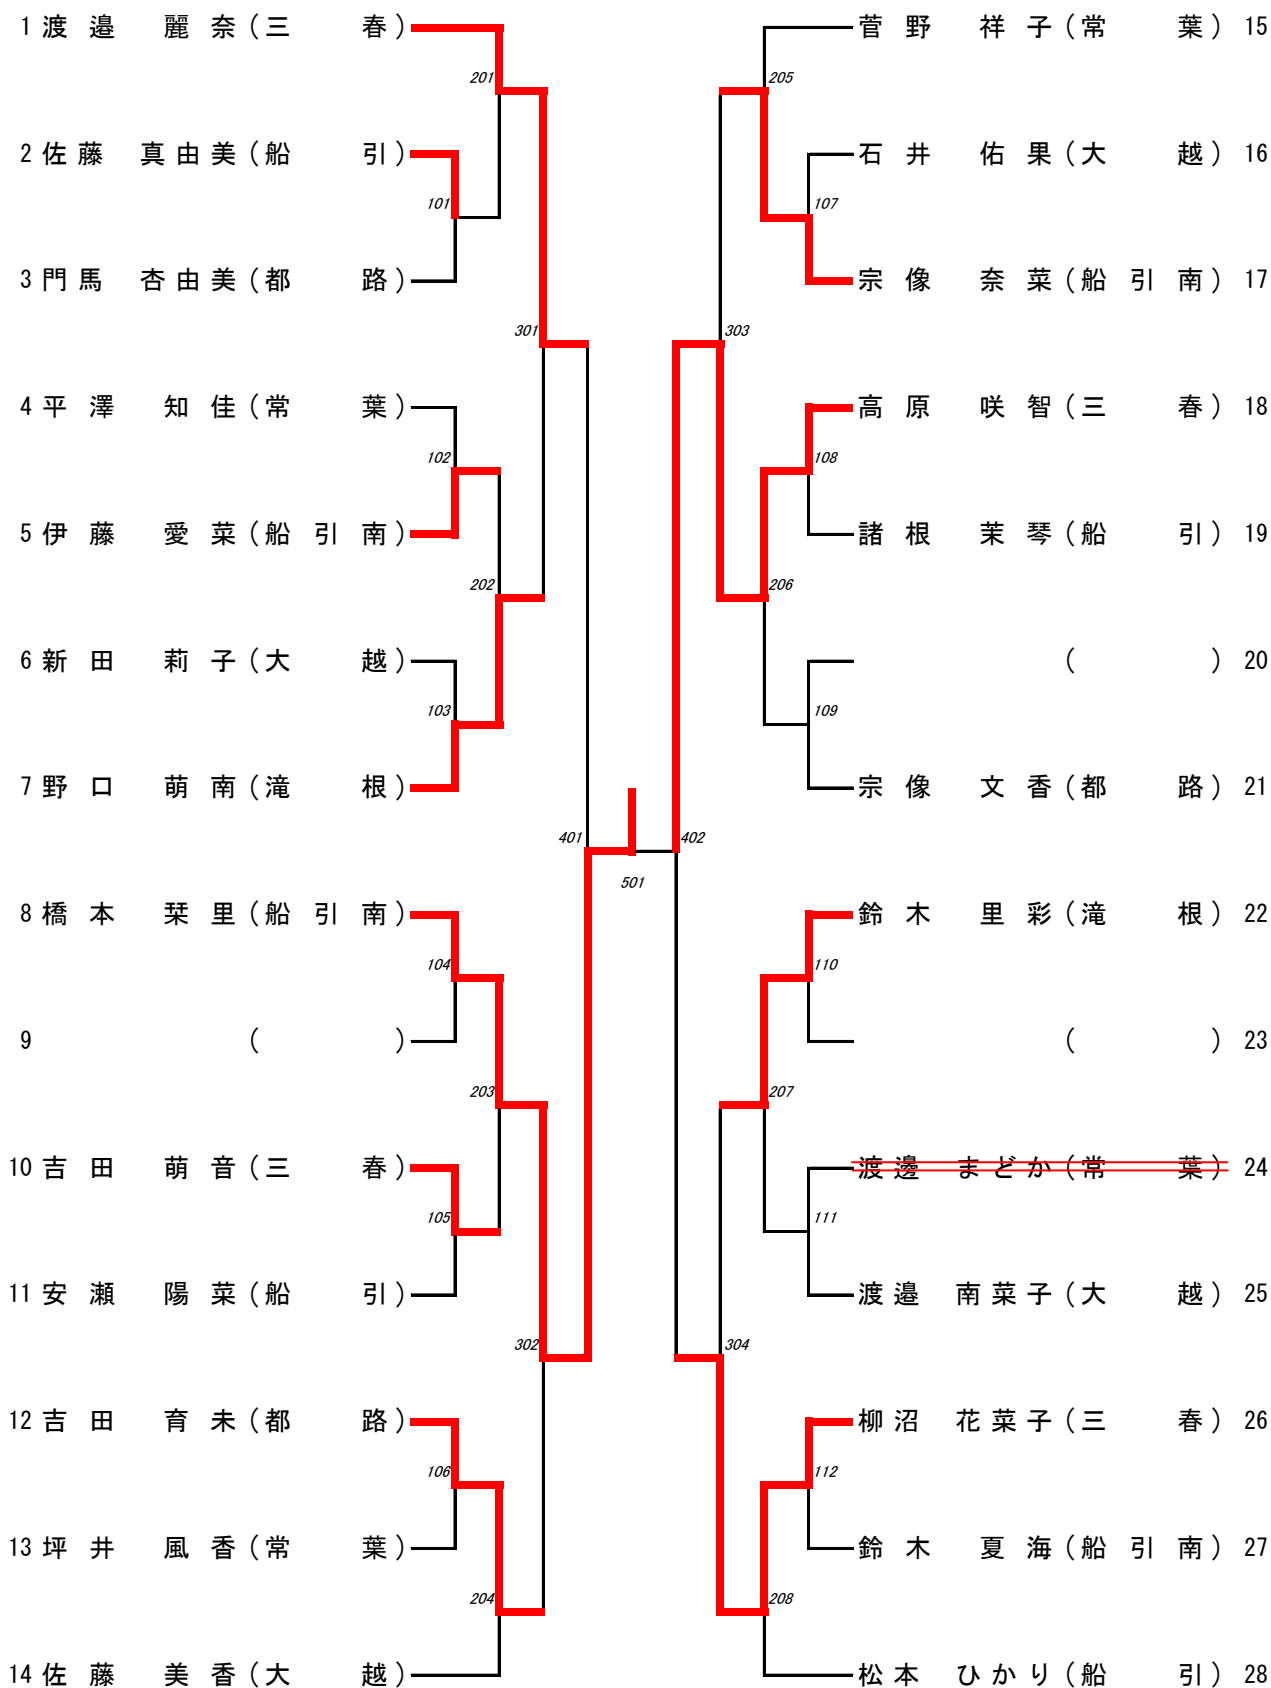 1 渡邉 麗奈(三 春)
201
2 佐藤 真由美(船 引)
101
3 門馬 杏由美(都 路)
301
4 平澤 知佳(常 葉)
102
5 伊藤 愛菜(船引南)
202
6 新田 莉子(大 越)
103
7 野口 萌南(滝 根)
401
8 橋本 栞里(船引南)
104
9 ( )
203
10 吉田 萌音(三 春)
105
11 安瀬 陽菜(船 引)
302
12 吉田 育未(都 路)
106
13 坪井 風香(常 葉)
204
14 佐藤 美香(大 越)
501
菅野 祥子(常 葉) 15
205
石井 佑果(大 越) 16
107
宗像 奈菜(船引南) 17
303
高原 咲智(三 春) 18
108
諸根 茉琴(船 引) 19
206
( ) 20
109
宗像 文香(都 路) 21
402
鈴木 里彩(滝 根) 22
110
( ) 23
207
渡邊 まどか(常 葉) 24
111
渡邉 南菜子(大 越) 25
304
柳沼 花菜子(三 春) 26
112
鈴木 夏海(船引南) 27
208
松本 ひかり(船 引) 28